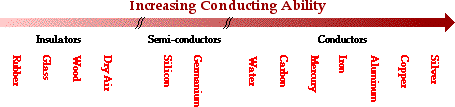 Increasing Conducting Ability
Insulators
Semi-conductors
Conductors
Rubber
Glass
Wood
Dry Air
Silicon
Germanium
Water
Carbon
Mercury
Iron
Aluminum
Copper
Silver